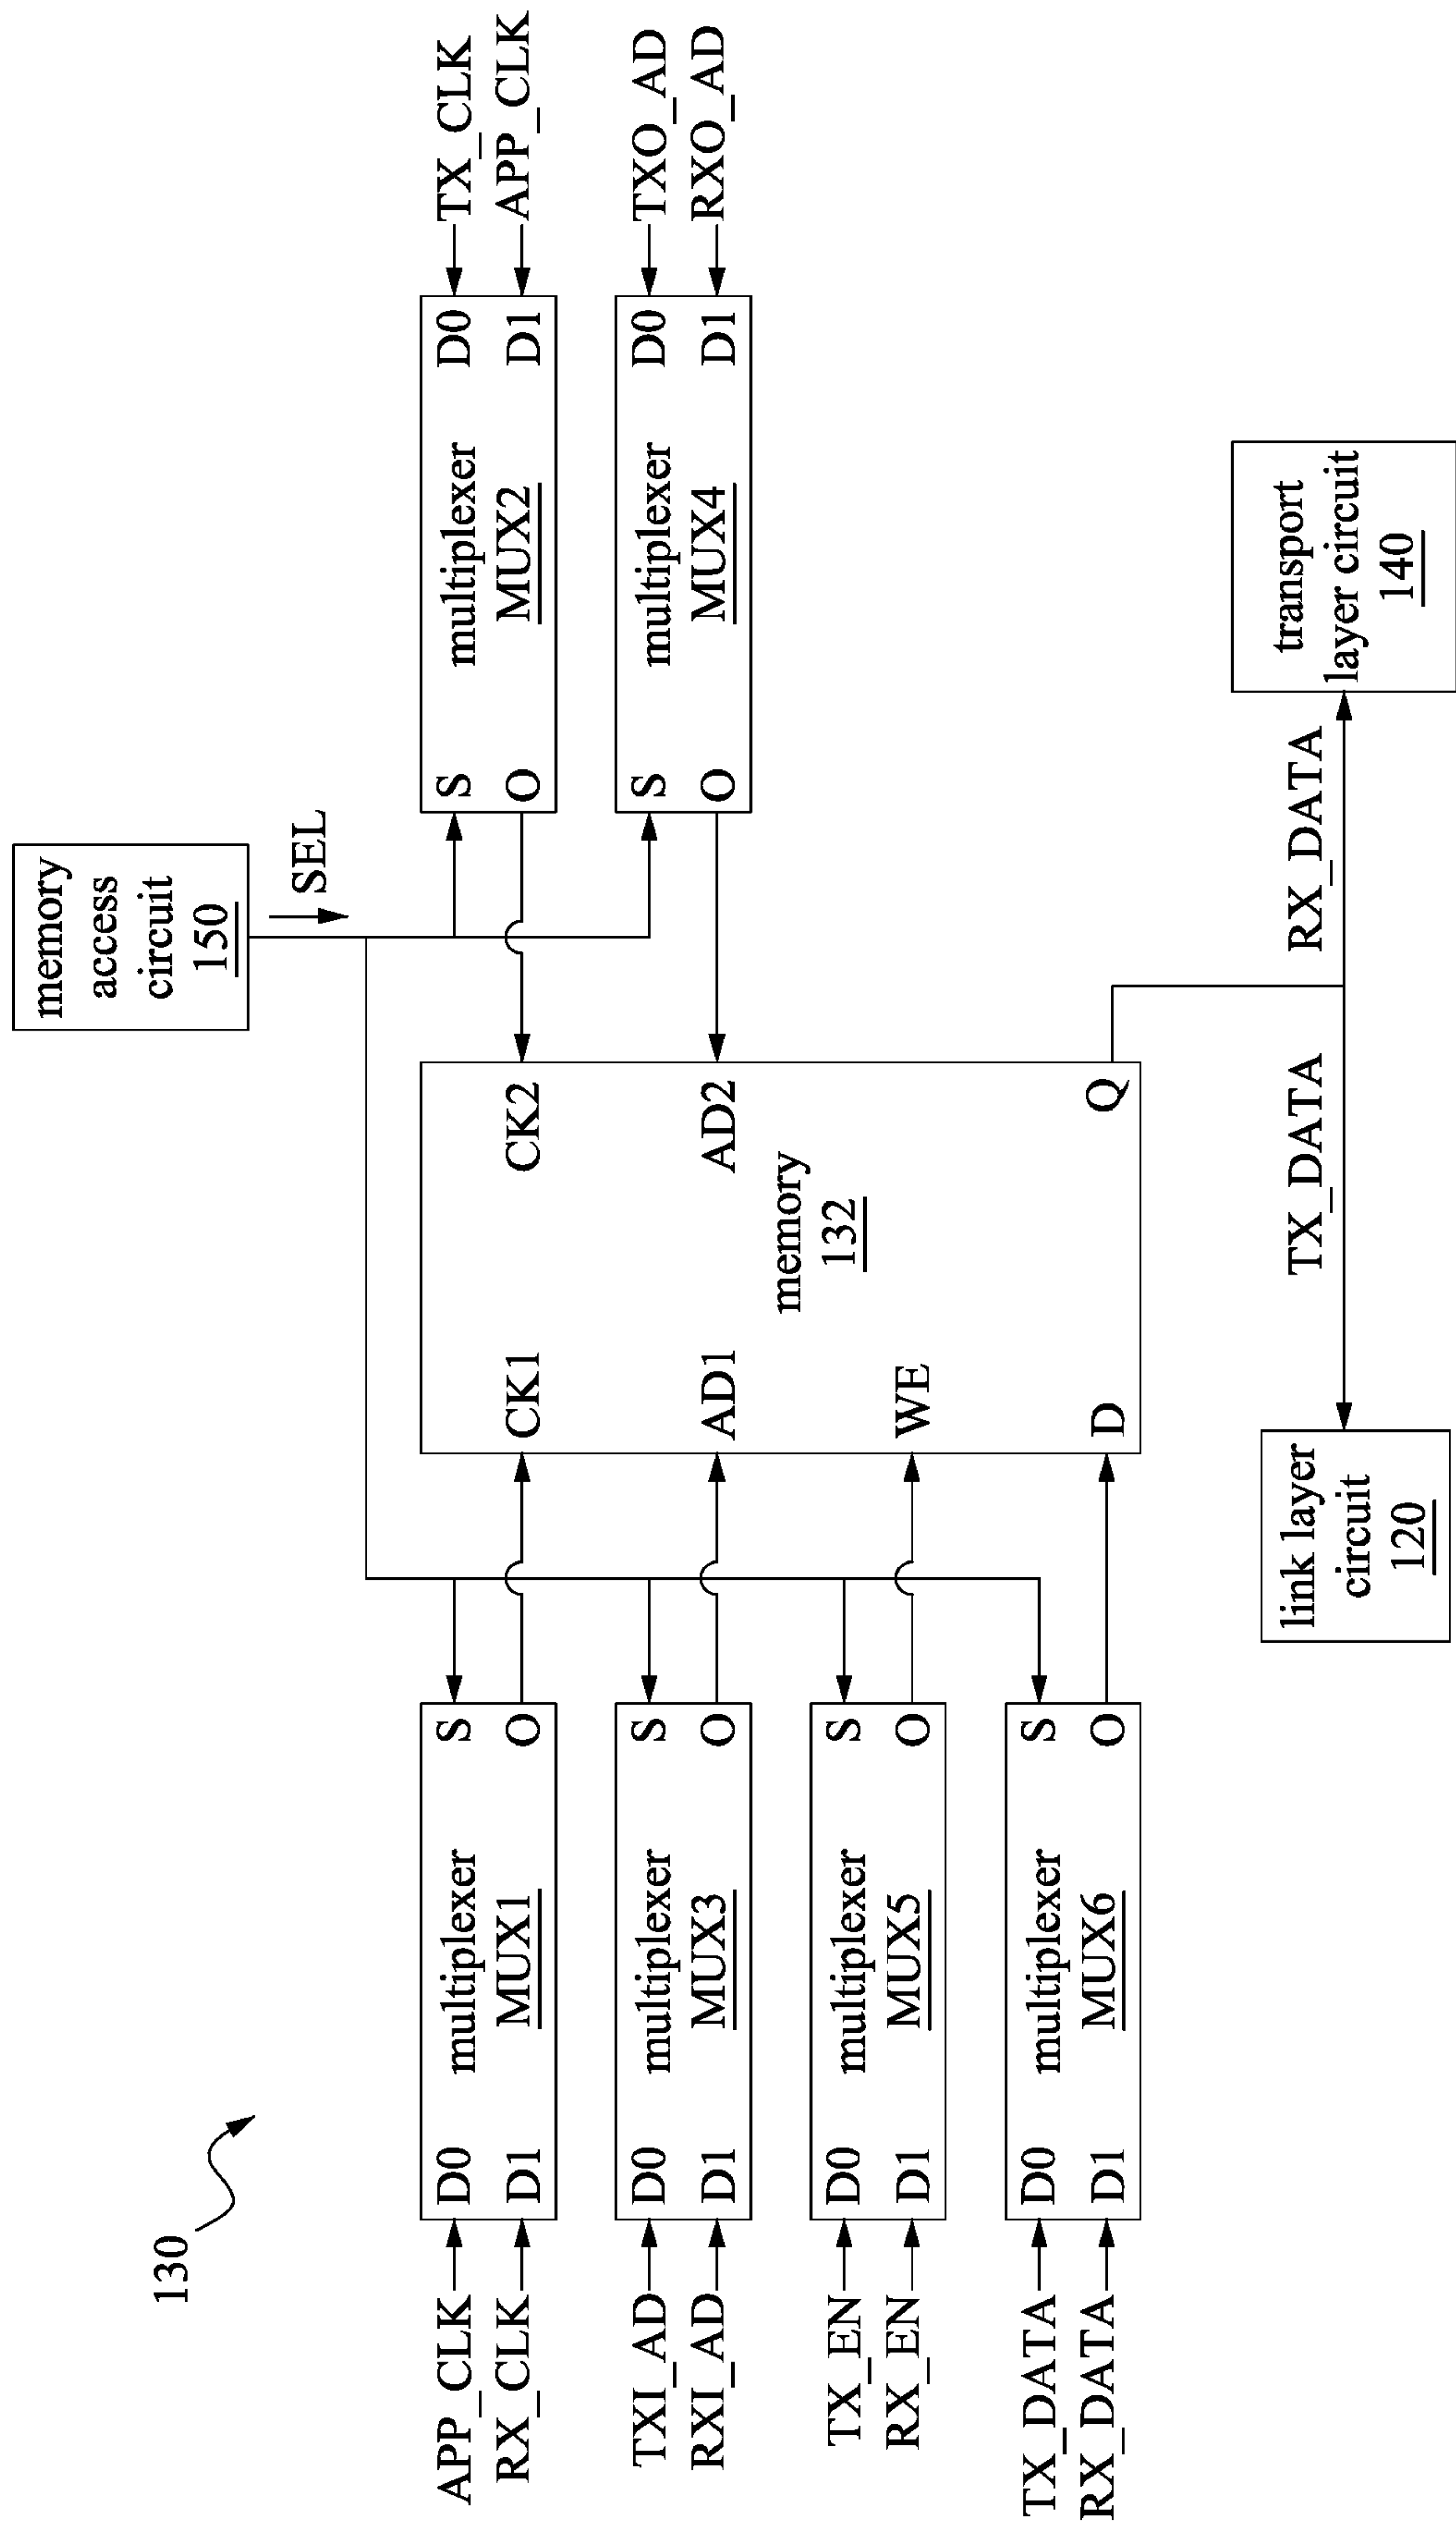 130
memory
access
circuit
150
SEL
APP_CLK
RX_CLK
D0
D1
multiplexer
MUX1
S
O
TXI_AD
RXI_AD
D0
D1
multiplexer
MUX3
S
O
TX_EN
RX_EN
D0
D1
multiplexer
MUX5
S
O
TX_DATA
RX_DATA
D0
D1
multiplexer
MUX6
S
O
CK1
CK2
AD1
AD2
memory
132
WE
D
Q
S
O
multiplexer
MUX2
D0
D1
TX_CLK
APP_CLK
S
O
multiplexer
MUX4
D0
D1
TXO_AD
RXO_AD
link layer
circuit
120
TX_DATA
RX_DATA
transport
layer circuit
140